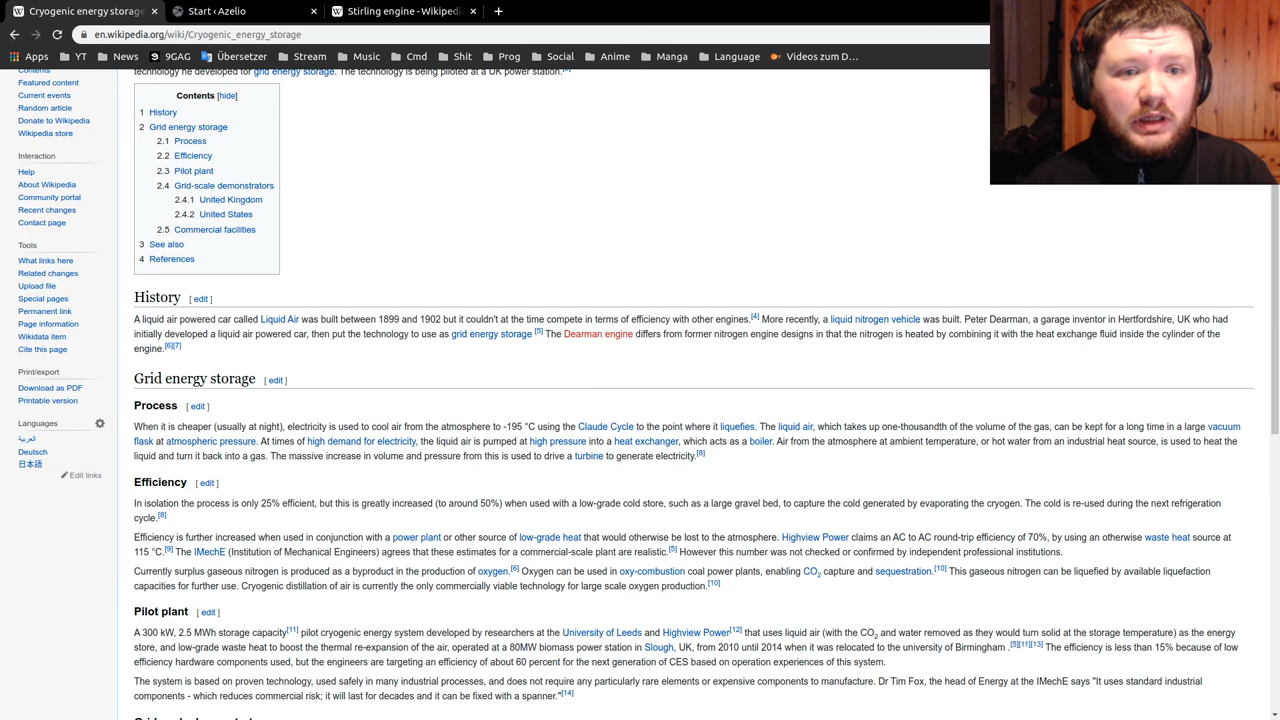 Cryogenic energy storage
Start ‹ Azelio
Stirling engine - Wikipedi
en.wikipedia.org/wiki/Cryogenic_energy_storage
Apps YT News 9GAG Übersetzer Stream Music Cmd Shit Prog Social Anime Manga Language Videos zum D…
Contents
Featured content
Current events
Random article
Donate to Wikipedia
Wikipedia store
Interaction
Help
About Wikipedia
Community portal
Recent changes
Contact page
Tools
What links here
Related changes
Upload file
Special pages
Permanent link
Page information
Wikidata item
Cite this page
Print/export
Download as PDF
Printable version
Languages
العربية
Deutsch
日本語
Edit links
technology he developed for grid energy storage. The technology is being piloted at a UK power station.
Contents [hide]
1 History
2 Grid energy storage
2.1 Process
2.2 Efficiency
2.3 Pilot plant
2.4 Grid-scale demonstrators
2.4.1 United Kingdom
2.4.2 United States
2.5 Commercial facilities
3 See also
4 References
History [ edit ]
A liquid air powered car called Liquid Air was built between 1899 and 1902 but it couldn't at the time compete in terms of efficiency with other engines.[4] More recently, a liquid nitrogen vehicle was built. Peter Dearman, a garage inventor in Hertfordshire, UK who had
initially developed a liquid air powered car, then put the technology to use as grid energy storage [5] The Dearman engine differs from former nitrogen engine designs in that the nitrogen is heated by combining it with the heat exchange fluid inside the cylinder of the
engine.[6][7]
Grid energy storage [ edit ]
Process [ edit ]
When it is cheaper (usually at night), electricity is used to cool air from the atmosphere to -195 °C using the Claude Cycle to the point where it liquefies. The liquid air, which takes up one-thousandth of the volume of the gas, can be kept for a long time in a large vacuum
flask at atmospheric pressure. At times of high demand for electricity, the liquid air is pumped at high pressure into a heat exchanger, which acts as a boiler. Air from the atmosphere at ambient temperature, or hot water from an industrial heat source, is used to heat the
liquid and turn it back into a gas. The massive increase in volume and pressure from this is used to drive a turbine to generate electricity.[8]
Efficiency [ edit ]
In isolation the process is only 25% efficient, but this is greatly increased (to around 50%) when used with a low-grade cold store, such as a large gravel bed, to capture the cold generated by evaporating the cryogen. The cold is re-used during the next refrigeration
cycle.[8]
Efficiency is further increased when used in conjunction with a power plant or other source of low-grade heat that would otherwise be lost to the atmosphere. Highview Power claims an AC to AC round-trip efficiency of 70%, by using an otherwise waste heat source at
115 °C.[9] The IMechE (Institution of Mechanical Engineers) agrees that these estimates for a commercial-scale plant are realistic.[5] However this number was not checked or confirmed by independent professional institutions.
Currently surplus gaseous nitrogen is produced as a byproduct in the production of oxygen.[6] Oxygen can be used in oxy-combustion coal power plants, enabling CO2 capture and sequestration.[10] This gaseous nitrogen can be liquefied by available liquefaction
capacities for further use. Cryogenic distillation of air is currently the only commercially viable technology for large scale oxygen production.[10]
Pilot plant [ edit ]
A 300 kW, 2.5 MWh storage capacity[11] pilot cryogenic energy system developed by researchers at the University of Leeds and Highview Power[12] that uses liquid air (with the CO2 and water removed as they would turn solid at the storage temperature) as the energy
store, and low-grade waste heat to boost the thermal re-expansion of the air, operated at a 80MW biomass power station in Slough, UK, from 2010 until 2014 when it was relocated to the university of Birmingham .[5][11][13] The efficiency is less than 15% because of low
efficiency hardware components used, but the engineers are targeting an efficiency of about 60 percent for the next generation of CES based on operation experiences of this system.
The system is based on proven technology, used safely in many industrial processes, and does not require any particularly rare elements or expensive components to manufacture. Dr Tim Fox, the head of Energy at the IMechE says "It uses standard industrial
components - which reduces commercial risk; it will last for decades and it can be fixed with a spanner."[14]